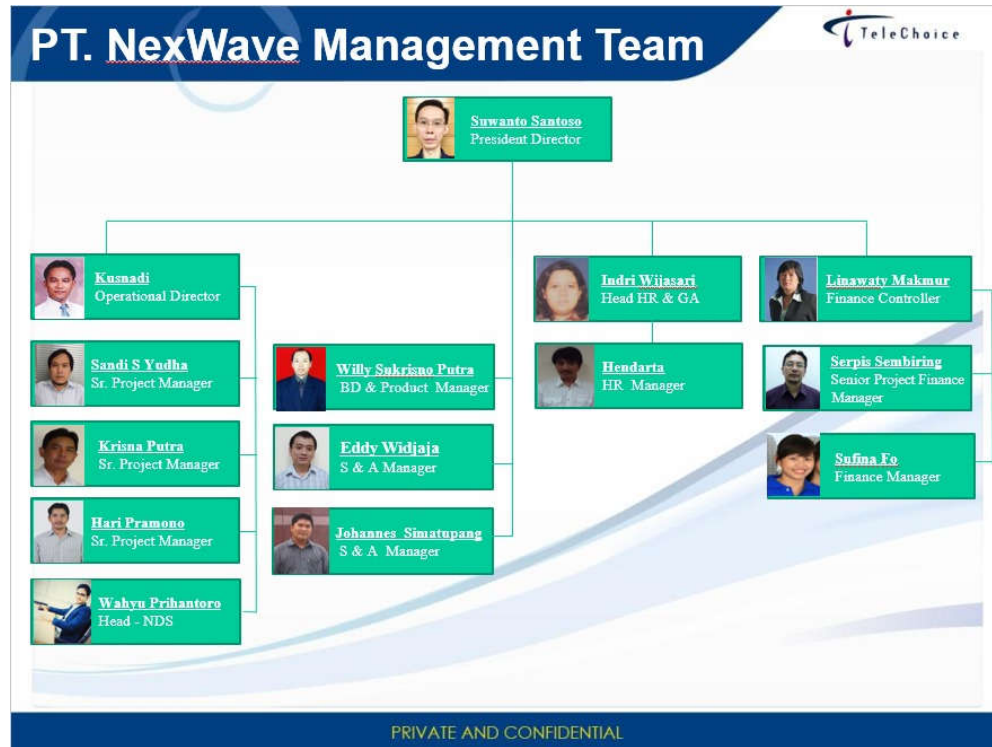 PT. NexWave Management Team
TeleChoice
Suwanto Santoso
President Director
Kusnadi
Operational Director
Sandi S Yudha
Sr. Project Manager
Krisna Putra
Sr. Project Manager
Hari Pramono
Sr. Project Manager
Wahyu Prihantoro
Head - NDS
Willy Sukrisno Putra
BD & Product Manager
Eddy Widjaja
S & A Manager
Johannes Simatupang
S & A Manager
Indri Wijasari
Head HR & GA
Hendarta
HR Manager
Linawaty Makmur
Finance Controller
Serpis Sembiring
Senior Project Finance
Manager
Sufina Fo
Finance Manager
PRIVATE AND CONFIDENTIAL